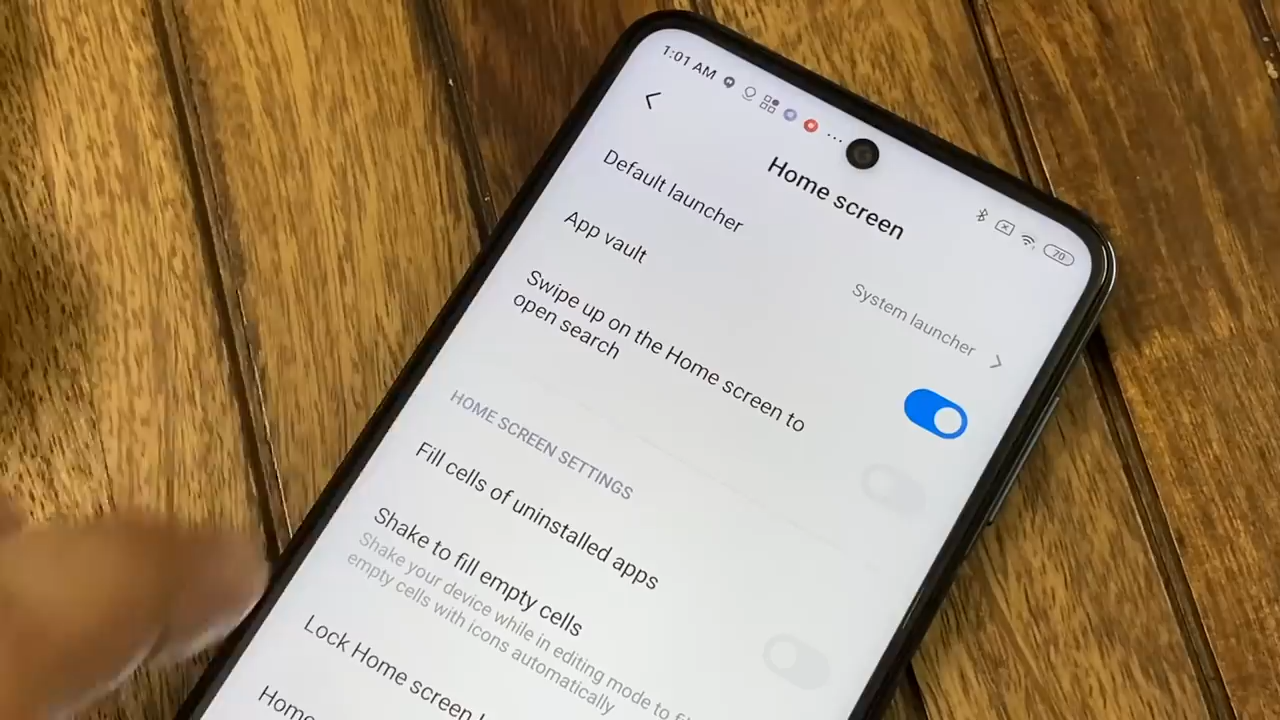 1:01 AM
70
Home screen
Default launcher
System launcher
App vault
Swipe up on the Home screen to
open search
HOME SCREEN SETTINGS
Fill cells of uninstalled apps
Shake to fill empty cells
Shake your device while in editing mode to
empty cells with icons automatically
Lock Home screen
Home